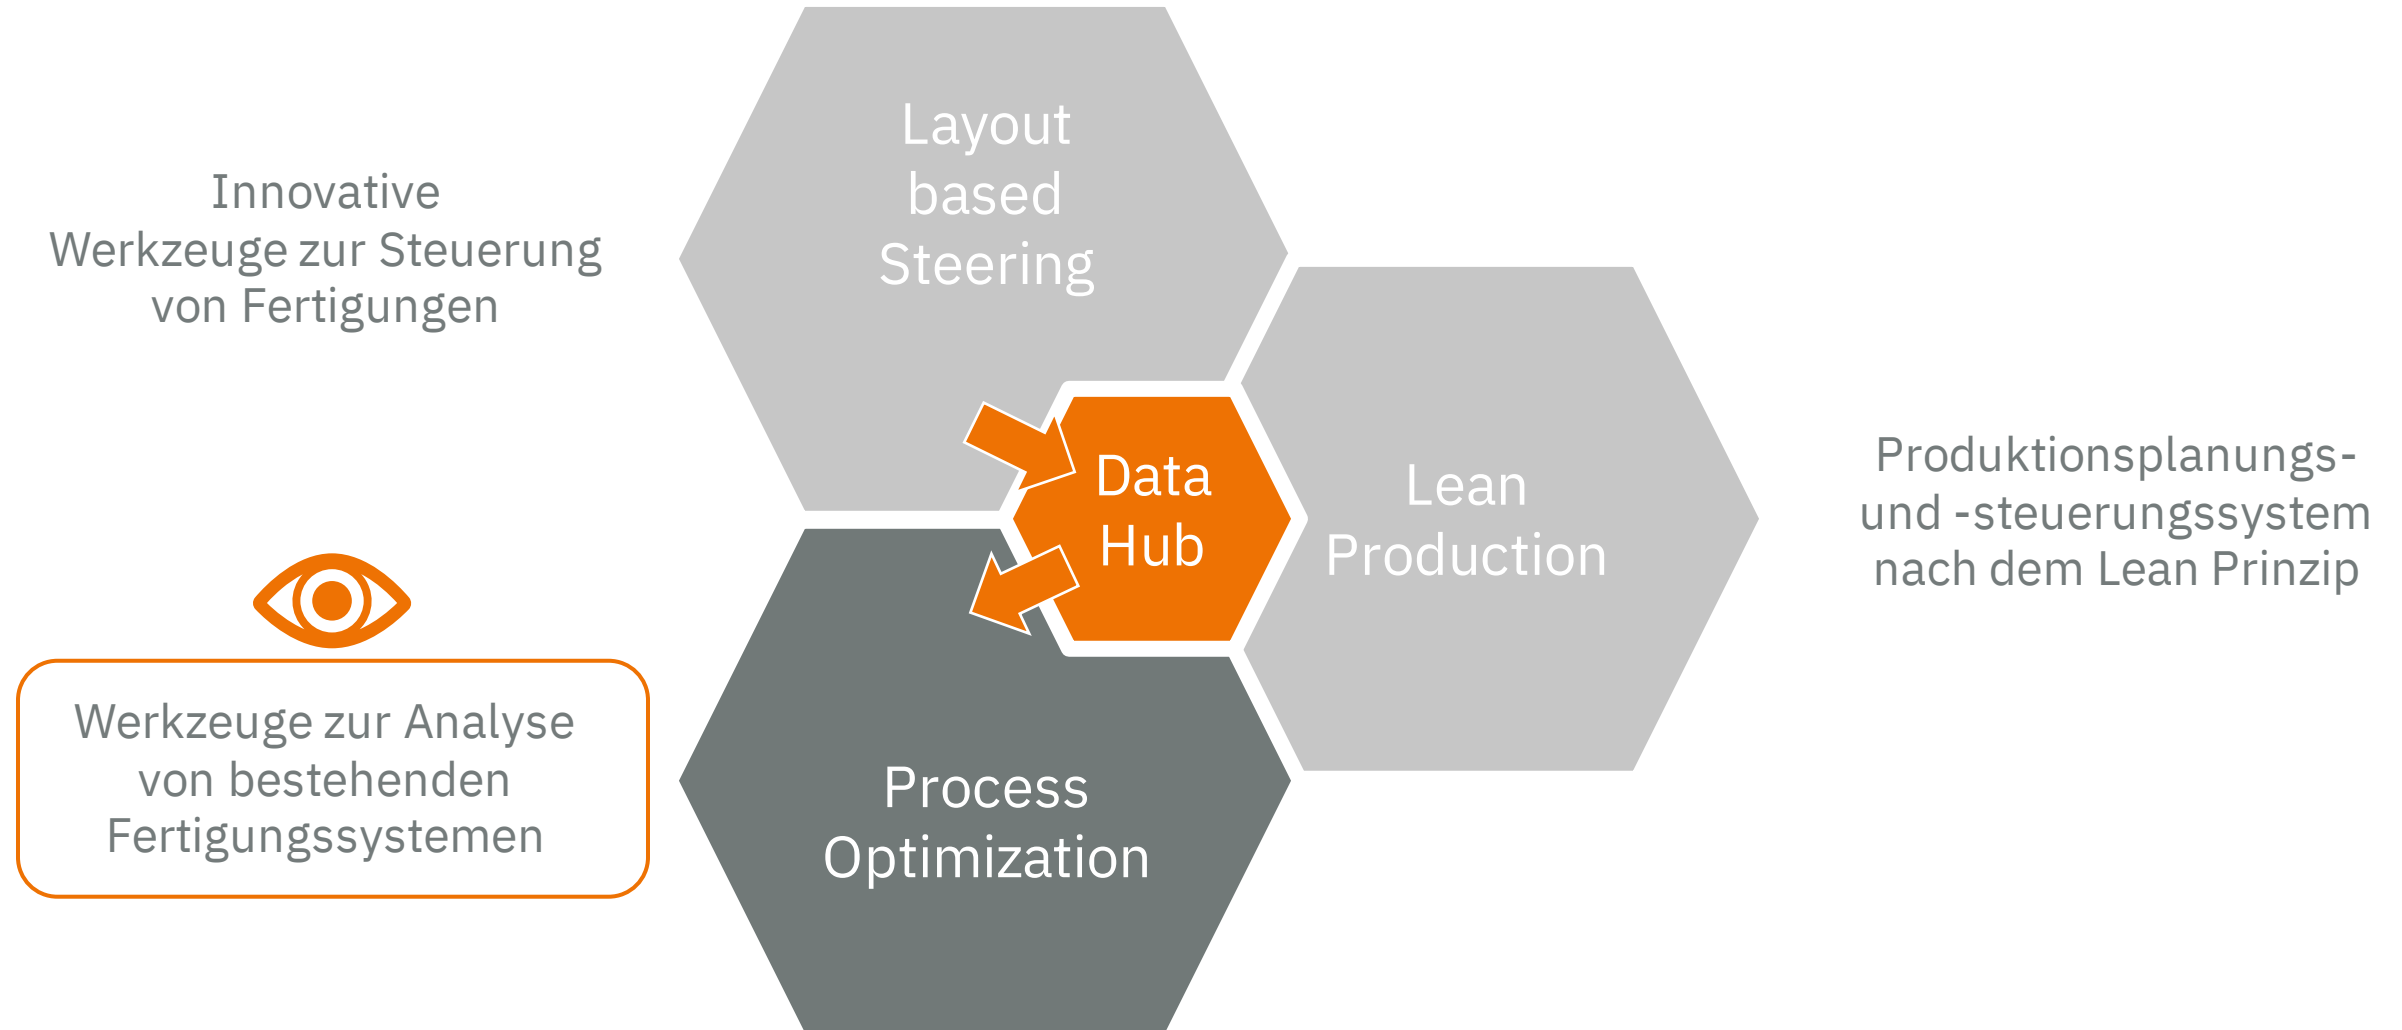 Layout
based
Steering
Innovative
Werkzeuge zur Steuerung
von Fertigungen
Data
Hub
Lean
Production
Produktionsplanungs-
und -steuerungssystem
nach dem Lean Prinzip
Werkzeuge zur Analyse
von bestehenden
Fertigungssystemen
Process
Optimization